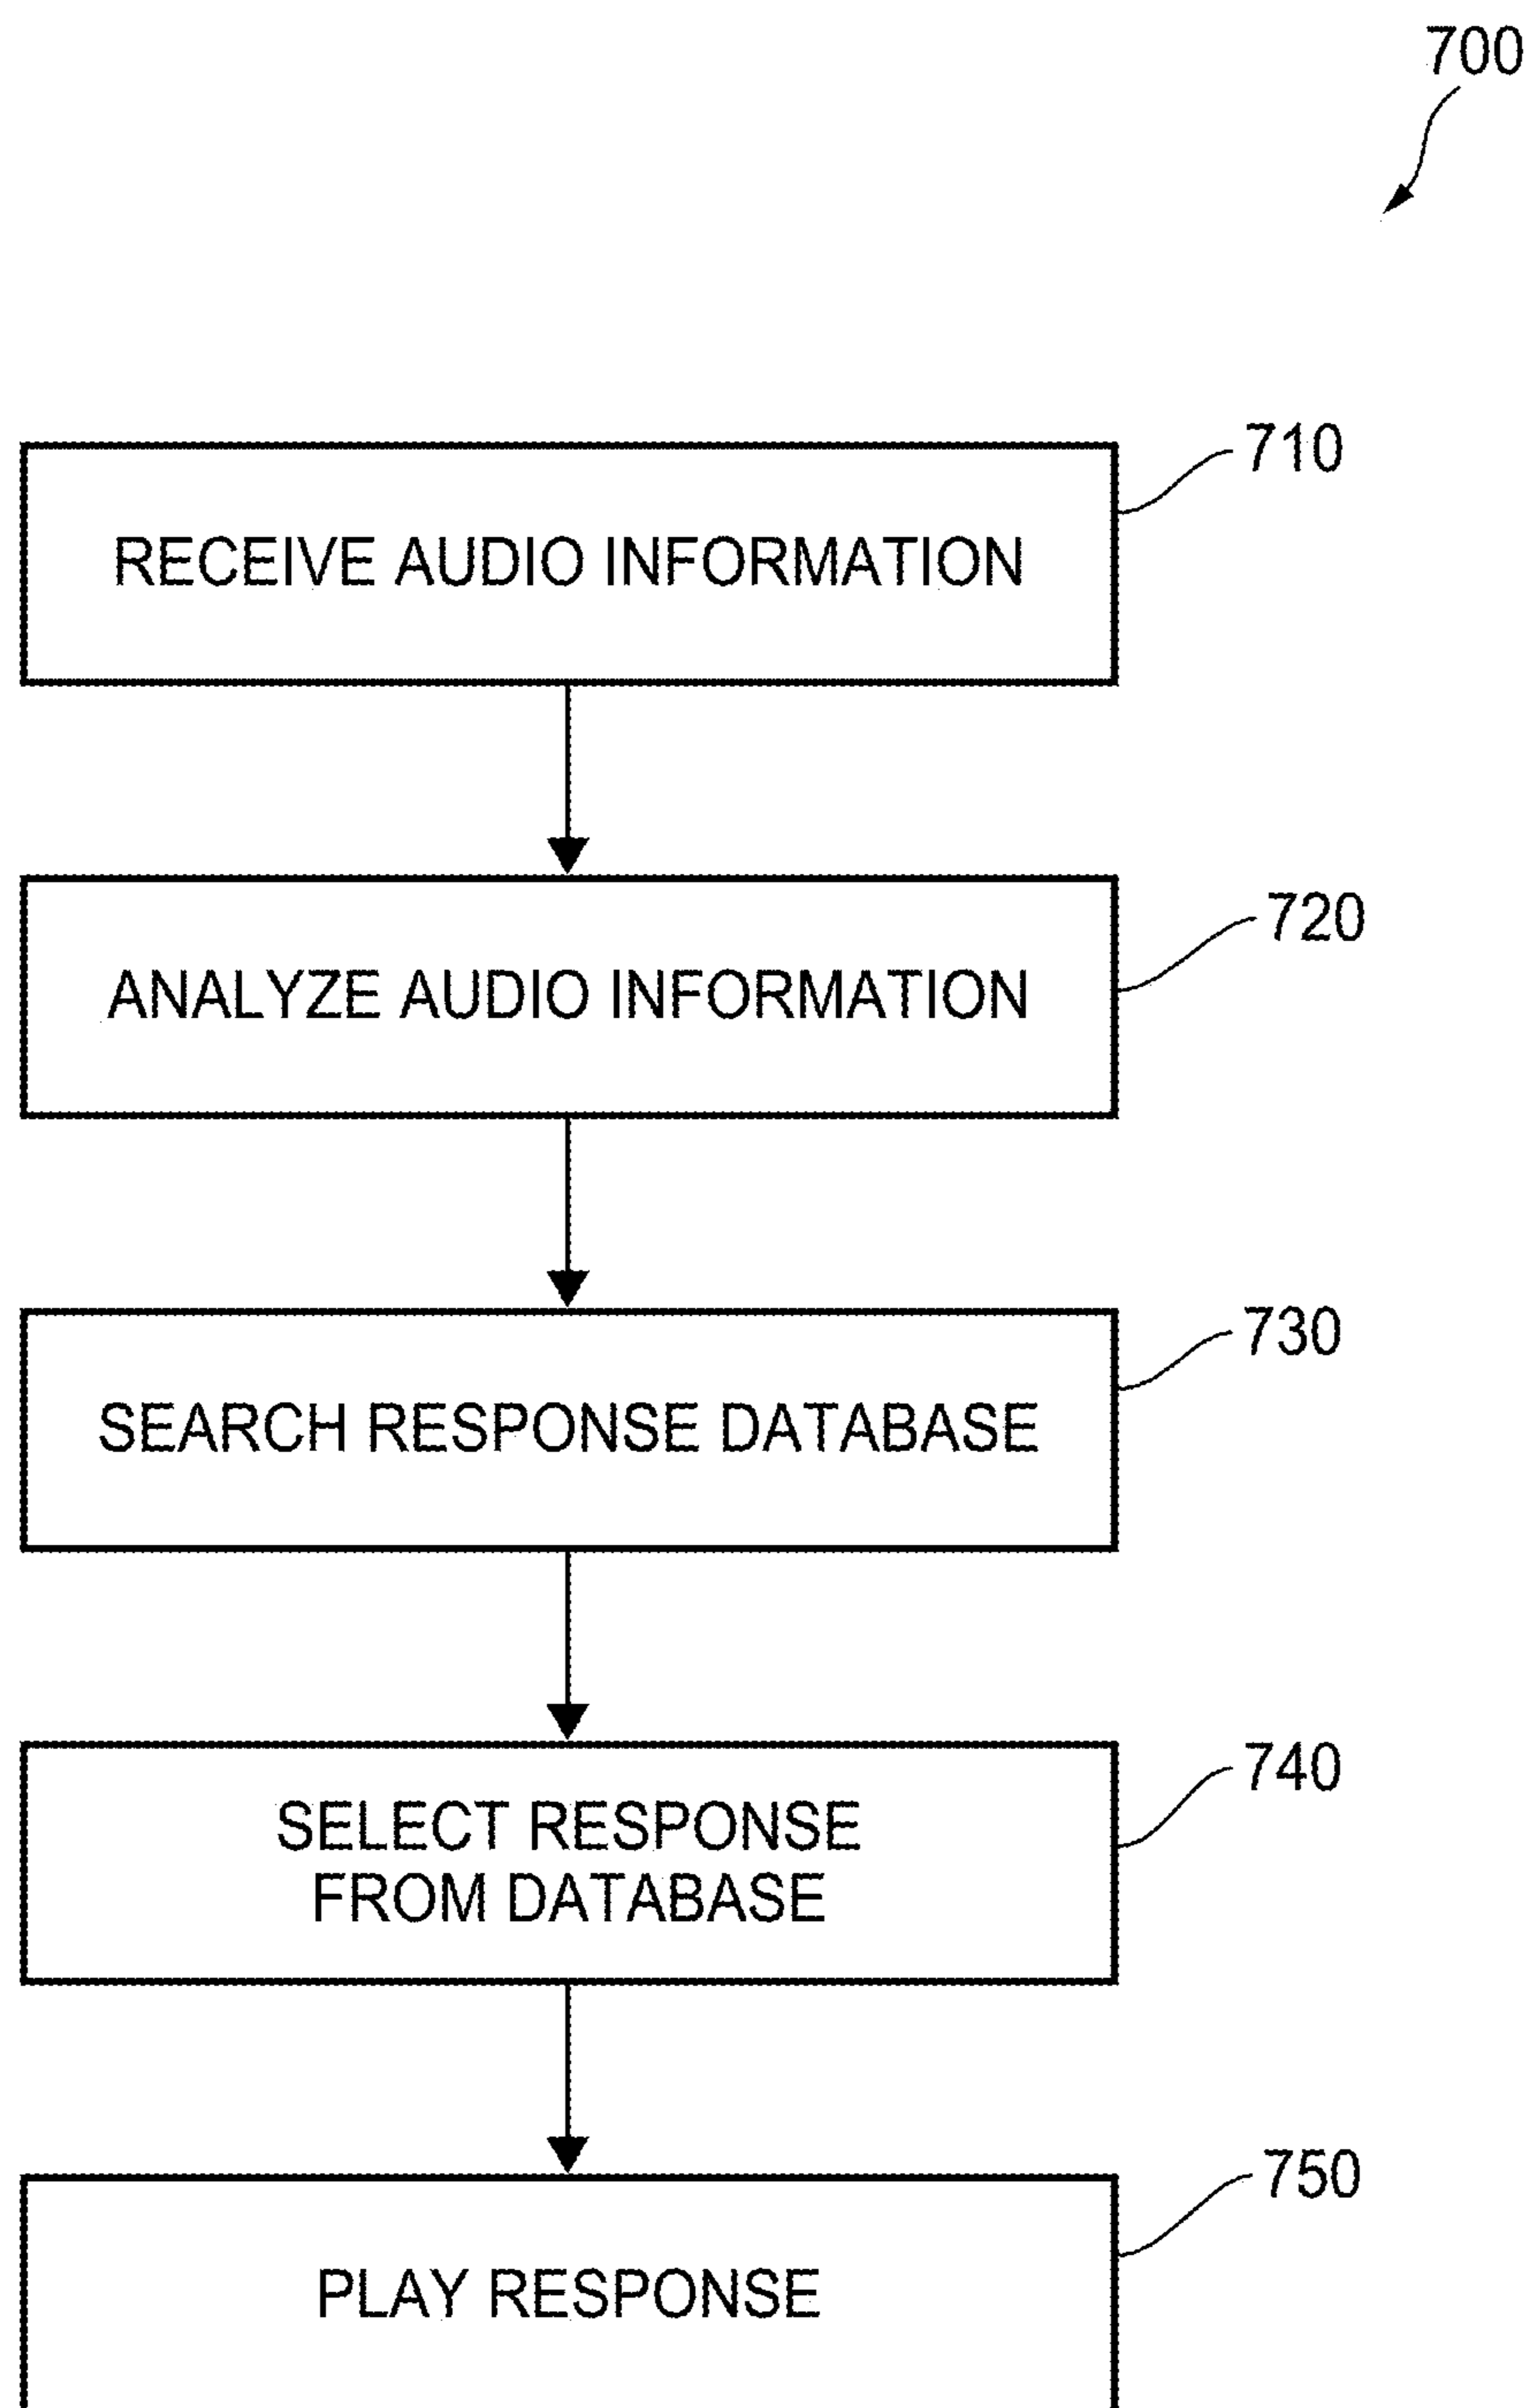 700
710
RECEIVE AUDIO INFORMATION
720
ANALYZE AUDIO INFORMATION
730
SEARCH RESPONSE DATABASE
740
SELECT RESPONSE
FROM DATABASE
750
PLAY RESPONSE